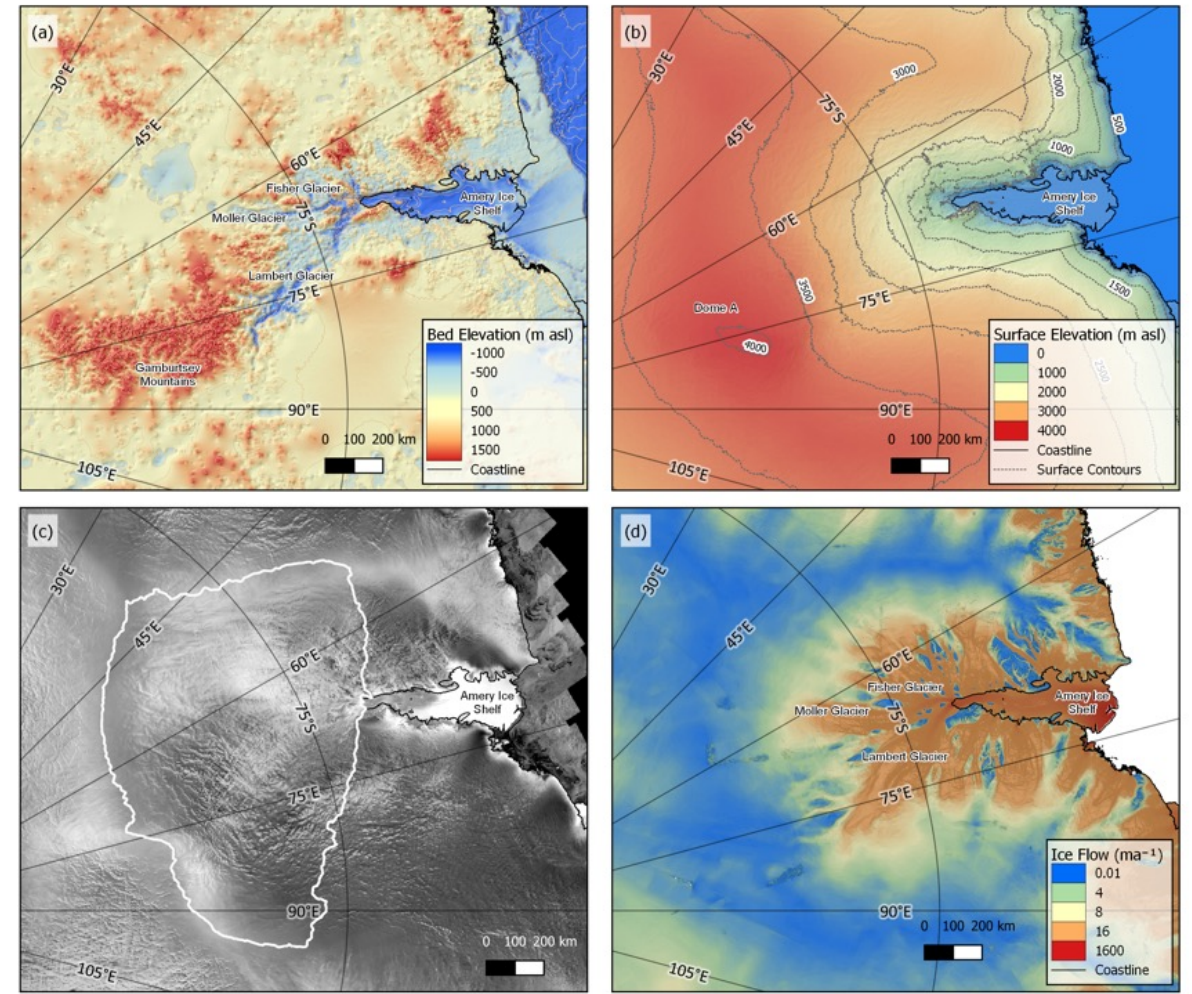 (a)
30°E
45°E
60°E
Fisher Glacier
75°S
Moller Glacier
Amery Ice
Shelf
Lambert Glacier
75°E
Gamburtsey
Mountains
90°E
0 100 200 km
105°E
Bed Elevation (m asl)
-1000
-500
0
500
1000
1500
Coastline
(b)
30°E
45°E
75°S
3000
2000
500
1000
Amery Ice
Shelf
60°E
3500
75°E
1500
Dome A
4000
2500
90°E
0 100 200 km
105°E
Surface Elevation (m asl)
0
1000
2000
3000
4000
Coastline
Surface Contours
(c)
30°E
45°E
60°E
75°S
Amery Ice
Shelf
75°E
90°E
0 100 200 km
105°E
(d)
30°E
45°E
60°E
Fisher Glacier
Moller Glacier
75°S
Amery Ice
Shelf
Lambert Glacier
75°E
90°E
0 100 200 km
105°E
Ice Flow (ma⁻¹)
0.01
4
8
16
1600
Coastline